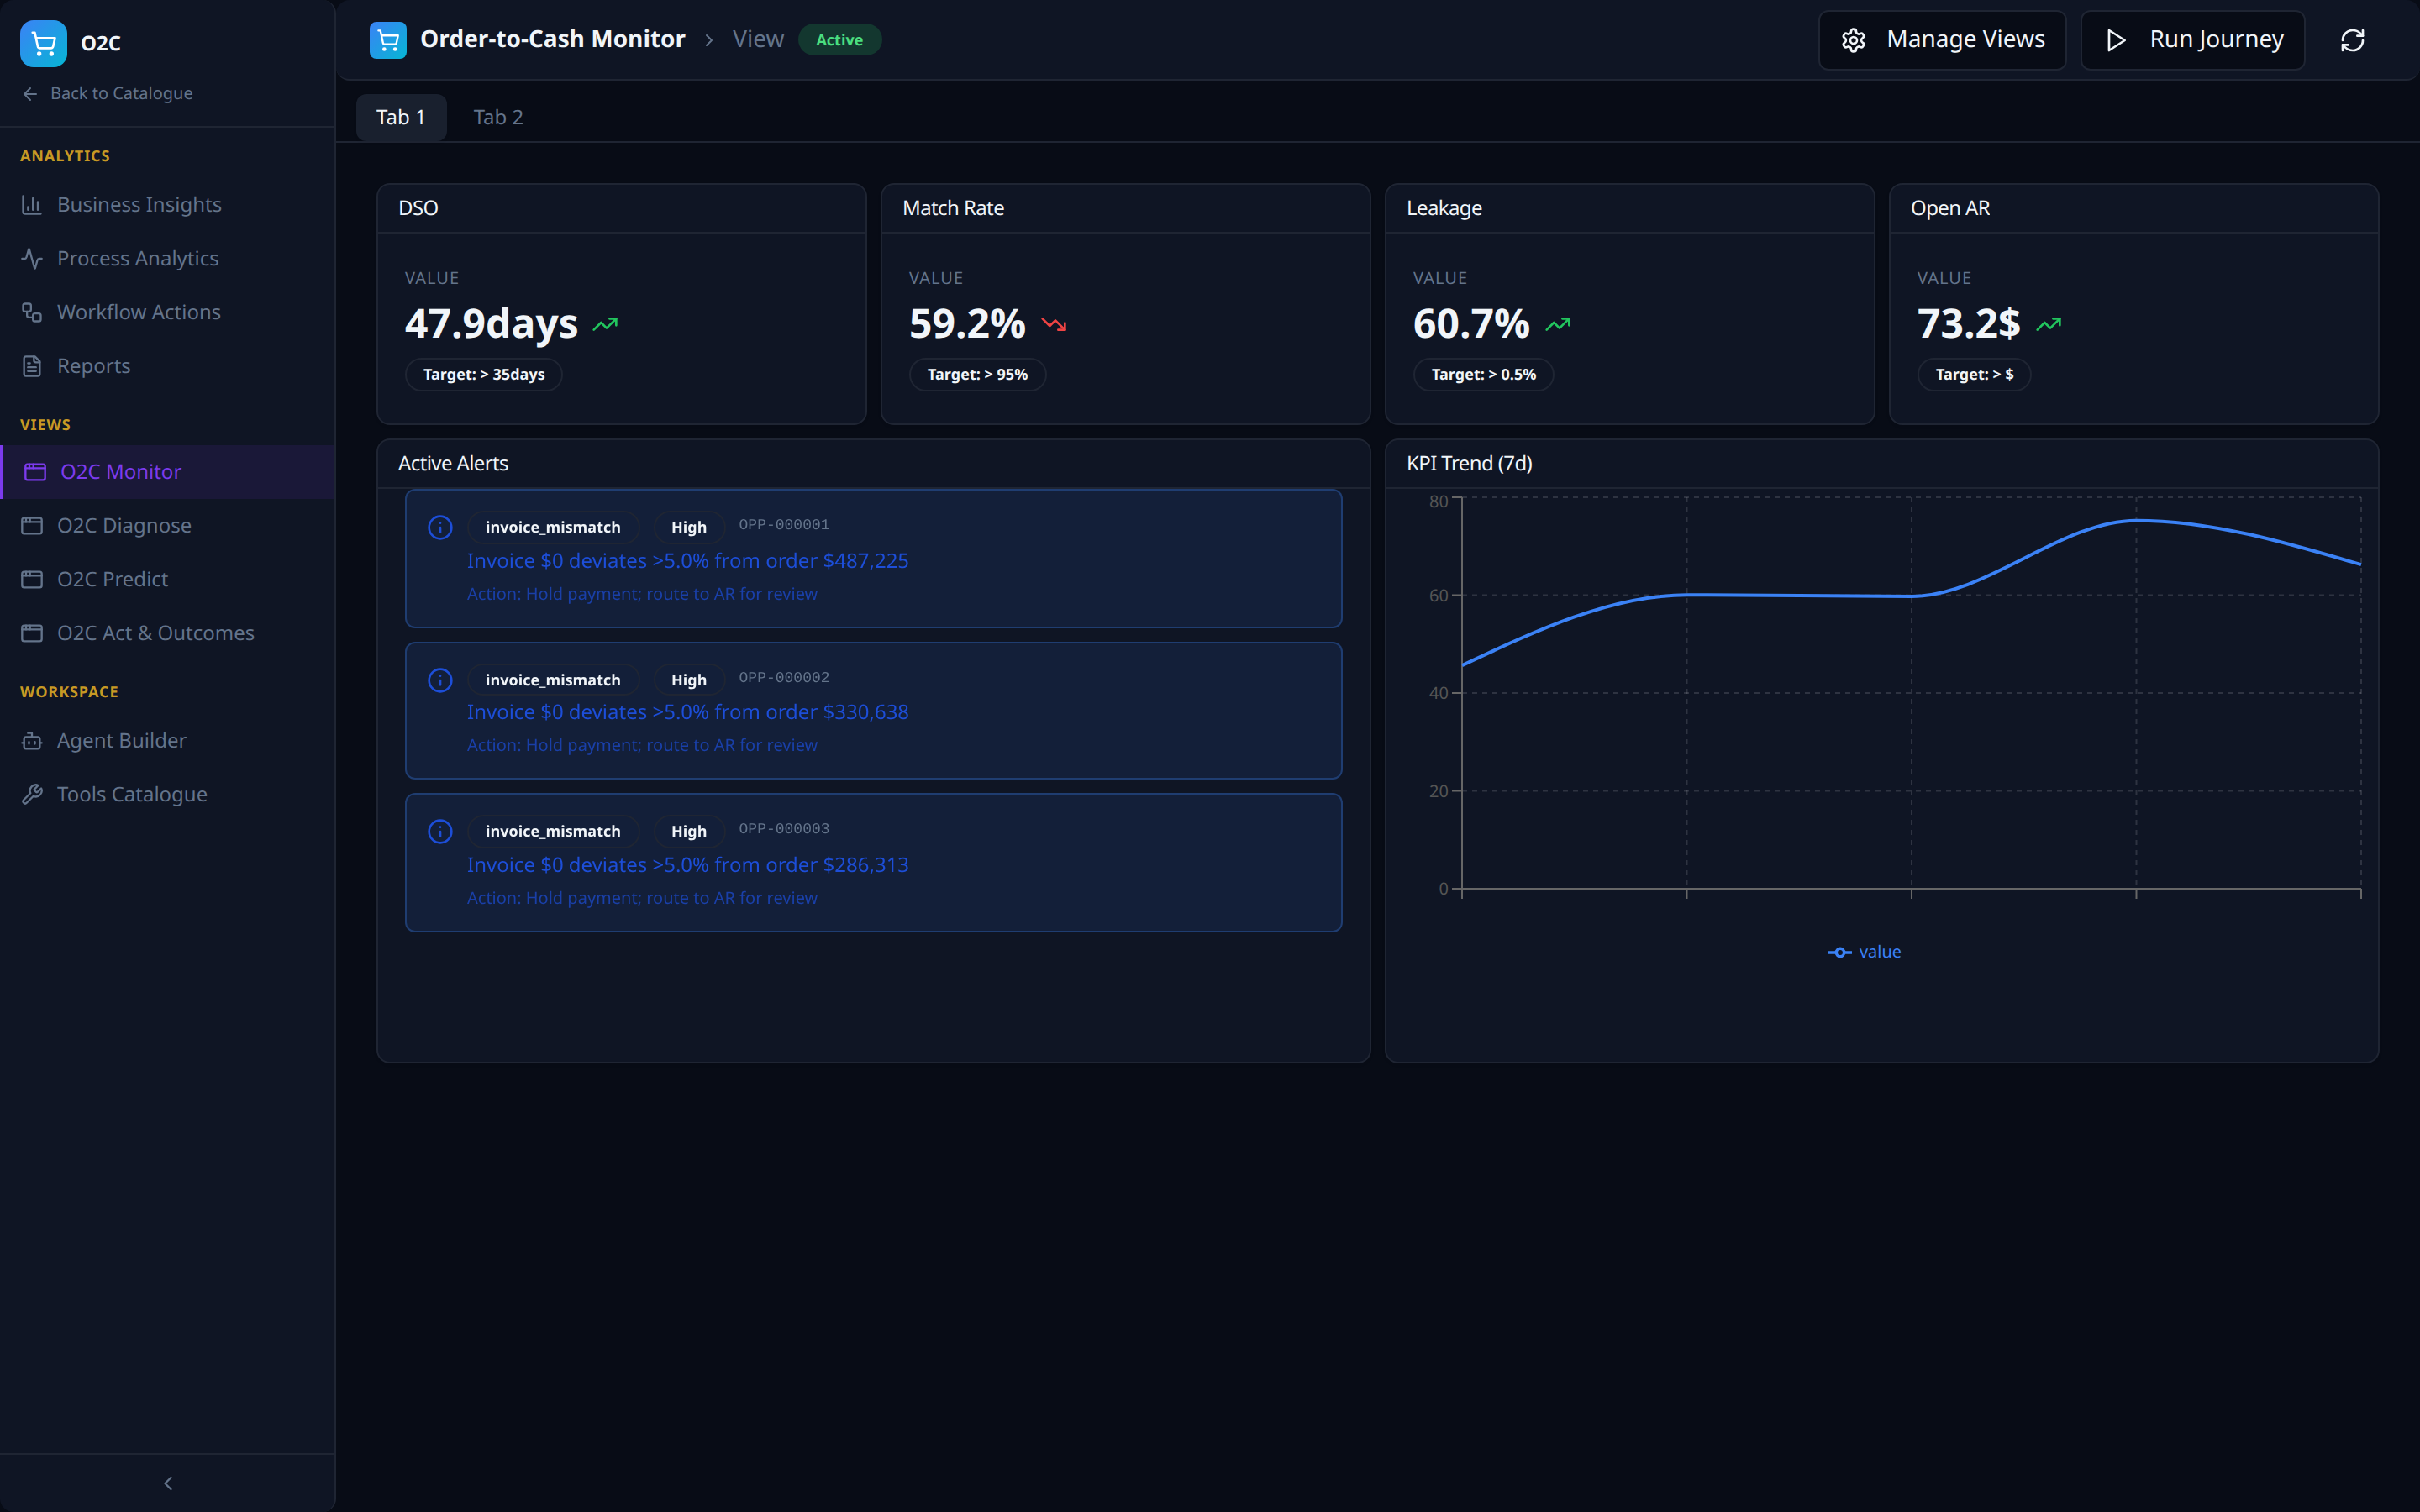 O2C
Back to Catalogue
ANALYTICS
Business Insights
Process Analytics
Workflow Actions
Reports
VIEWS
O2C Monitor
O2C Diagnose
O2C Predict
O2C Act & Outcomes
WORKSPACE
Agent Builder
Tools Catalogue
Order-to-Cash Monitor View Active
Manage Views
Run Journey
Tab 1
Tab 2
DSO
VALUE
47.9days
Target: > 35days
Match Rate
VALUE
59.2%
Target: > 95%
Leakage
VALUE
60.7%
Target: > 0.5%
Open AR
VALUE
73.2$
Target: > $
Active Alerts
invoice_mismatch High OPP-000001
Invoice $0 deviates >5.0% from order $487,225
Action: Hold payment; route to AR for review
invoice_mismatch High OPP-000002
Invoice $0 deviates >5.0% from order $330,638
Action: Hold payment; route to AR for review
invoice_mismatch High OPP-000003
Invoice $0 deviates >5.0% from order $286,313
Action: Hold payment; route to AR for review
KPI Trend (7d)
80
60
40
20
0
value